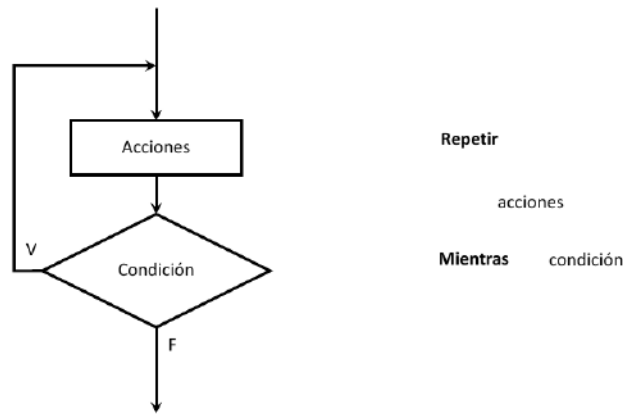 Acciones
V
Condición
F
Repetir
acciones
Mientras condición